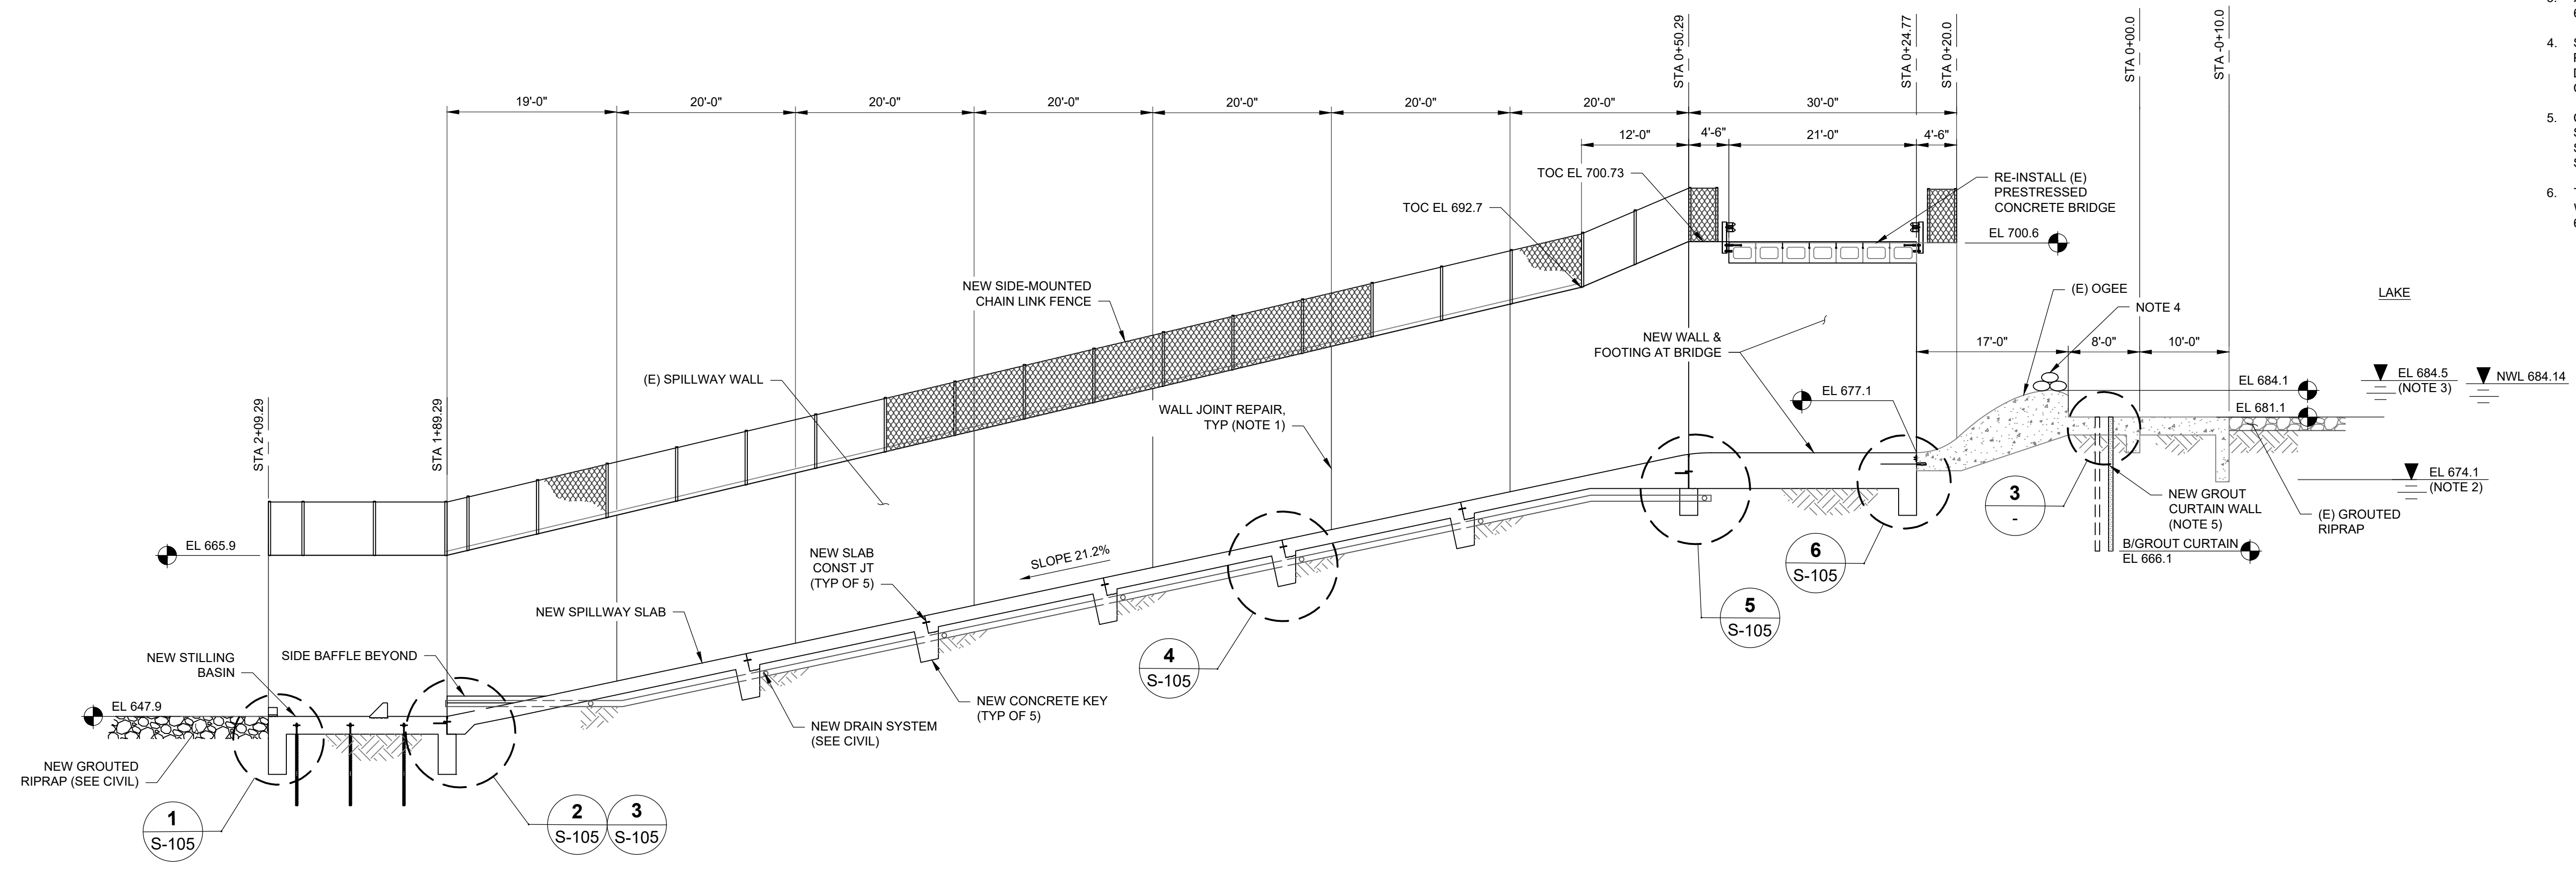 STA 0+50.29
STA 0+24.77
STA 0+20.0
STA 0+00.0
STA -0+10.0
4.
5.
6.
19'-0"
20'-0"
20'-0"
20'-0"
20'-0"
20'-0"
20'-0"
30'-0"
12'-0"
4'-6"
21'-0"
4'-6"
TOC EL 700.73
TOC EL 692.7
RE-INSTALL (E)
PRESTRESSED
CONCRETE BRIDGE
EL 700.6
NEW SIDE-MOUNTED
CHAIN LINK FENCE
(E) OGEE
NOTE 4
LAKE
NEW WALL &
FOOTING AT BRIDGE
17'-0"
8'-0"
10'-0"
(E) SPILLWAY WALL
EL 677.1
EL 684.1
EL 681.1
EL 684.5
(NOTE 3)
NWL 684.14
WALL JOINT REPAIR,
TYP (NOTE 1)
STA 2+09.29
STA 1+89.29
EL 674.1
(NOTE 2)
3
-
NEW GROUT
CURTAIN WALL
(NOTE 5)
(E) GROUTED
RIPRAP
B/GROUT CURTAIN
EL 666.1
EL 665.9
NEW SLAB
CONST JT
(TYP OF 5)
SLOPE 21.2%
6
S-105
5
S-105
NEW SPILLWAY SLAB
NEW STILLING
BASIN
SIDE BAFFLE BEYOND
4
S-105
NEW CONCRETE KEY
(TYP OF 5)
EL 647.9
NEW DRAIN SYSTEM
(SEE CIVIL)
NEW GROUTED
RIPRAP (SEE CIVIL)
1
S-105
2
S-105
3
S-105